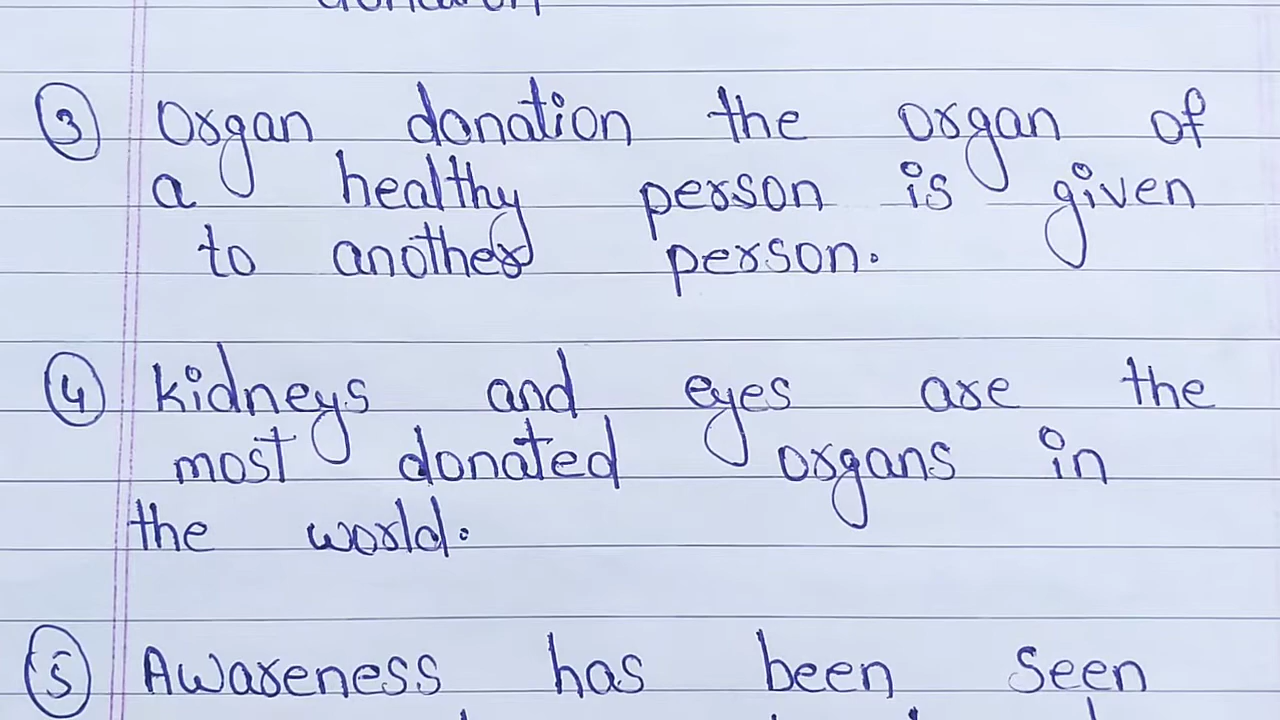 donation
③ Organ donation the organ of
a healthy person is given
to another person.
④ Kidneys and eyes are the
most donated organs in
the world.
⑤ Awareness has been seen